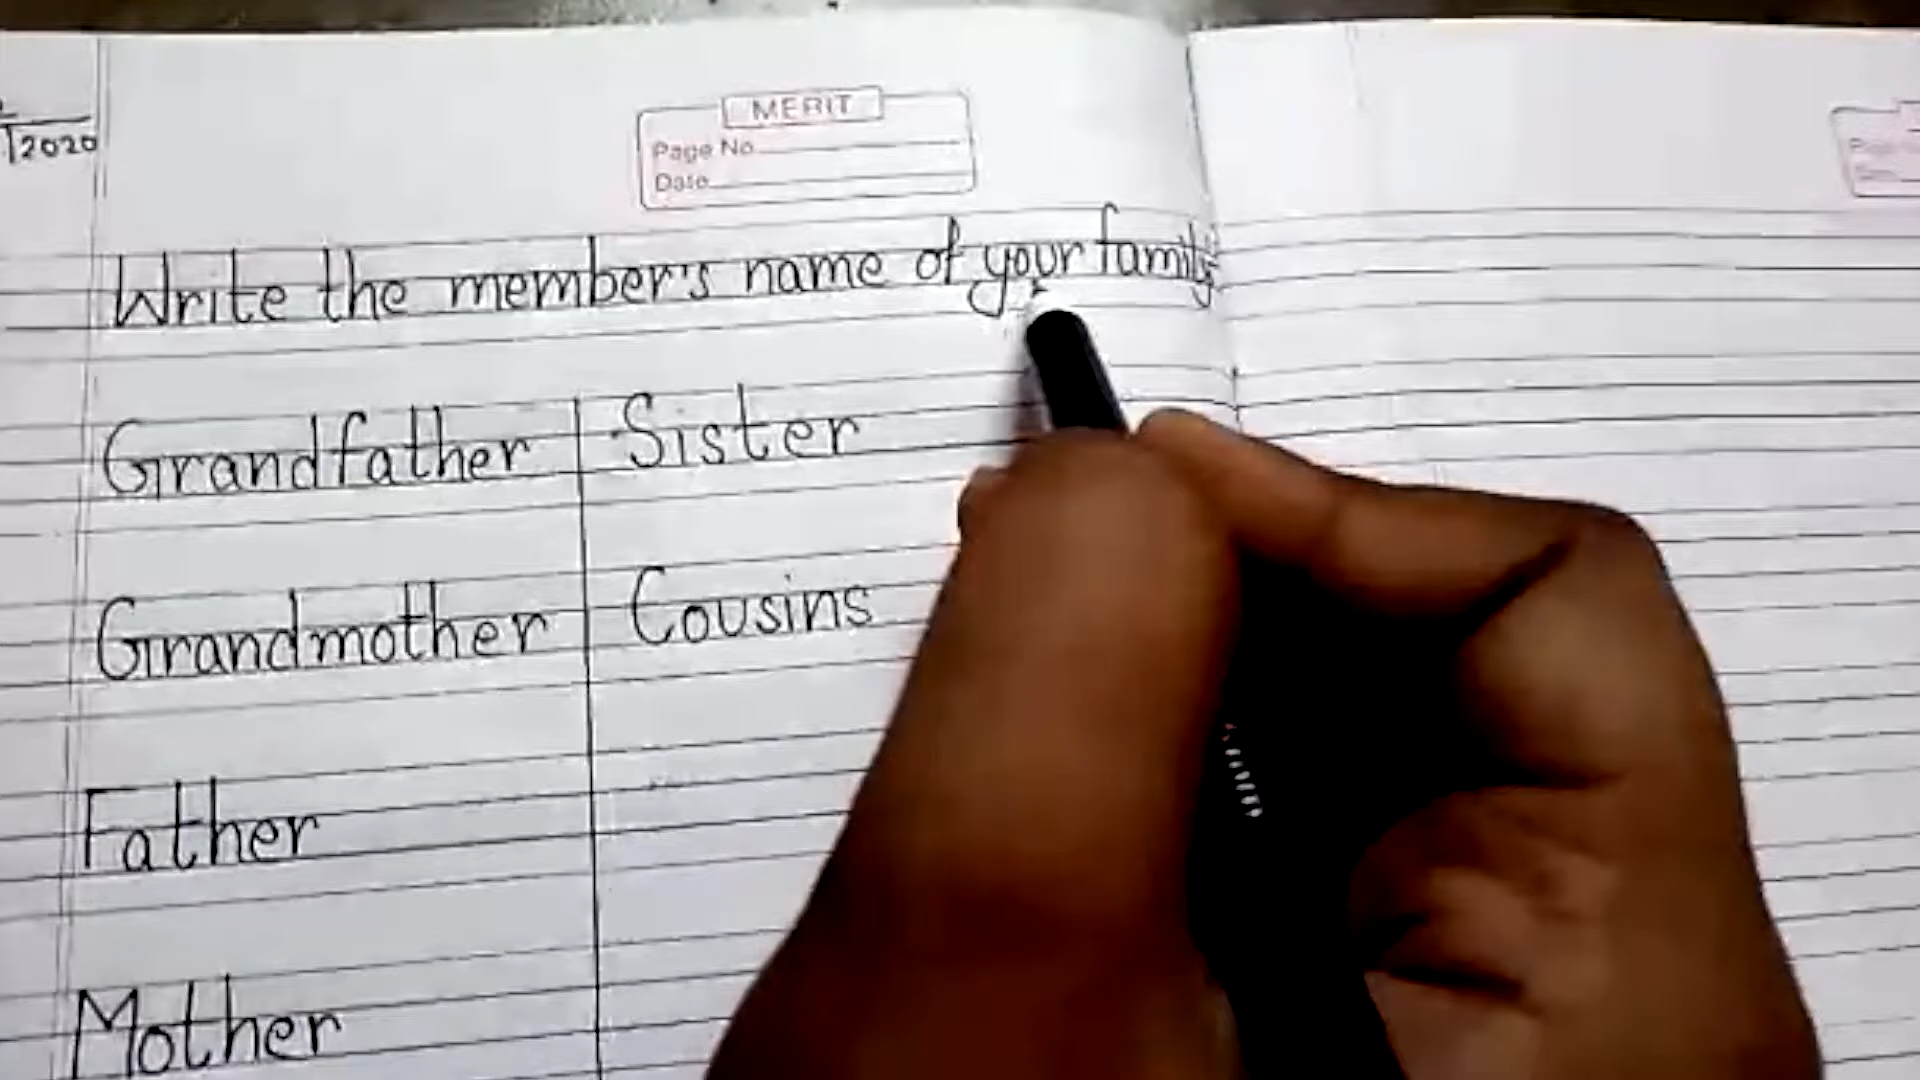 MERIT
Page No
Date
2020
Write the member's name of your family
Grandfather
Sister
Grandmother
Cousins
Father
Mother